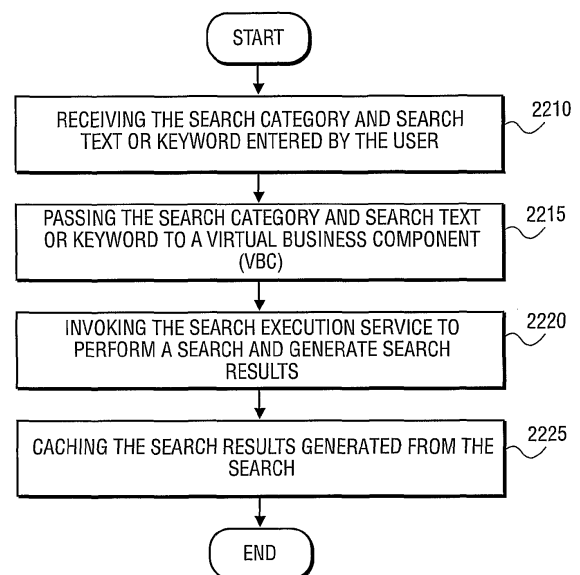 START
RECEIVING THE SEARCH CATEGORY AND SEARCH
TEXT OR KEYWORD ENTERED BY THE USER
2210
PASSING THE SEARCH CATEGORY AND SEARCH TEXT
OR KEYWORD TO A VIRTUAL BUSINESS COMPONENT
(VBC)
2215
INVOKING THE SEARCH EXECUTION SERVICE TO
PERFORM A SEARCH AND GENERATE SEARCH
RESULTS
2220
CACHING THE SEARCH RESULTS GENERATED FROM THE
SEARCH
2225
END